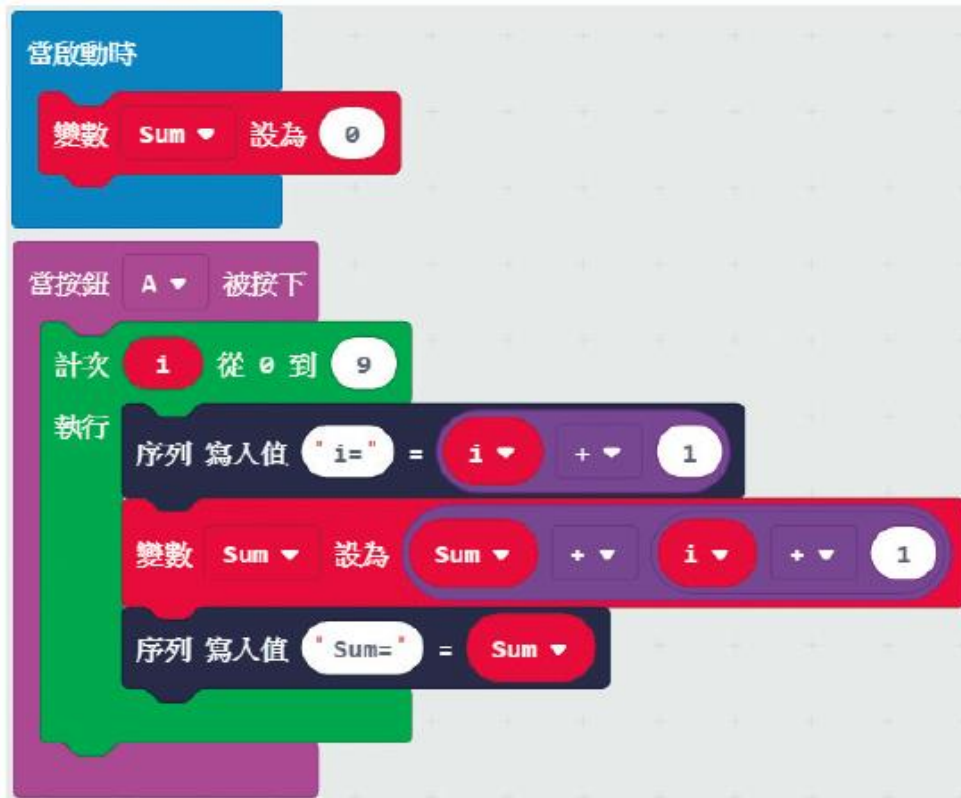 當啟動時
變數 Sum 設為 0
當按鈕 A 被按下
計次 i 從 0 到 9
執行
序列 寫入值 "i=" = i + 1
變數 Sum 設為 Sum + i + 1
序列 寫入值 "Sum=" = Sum